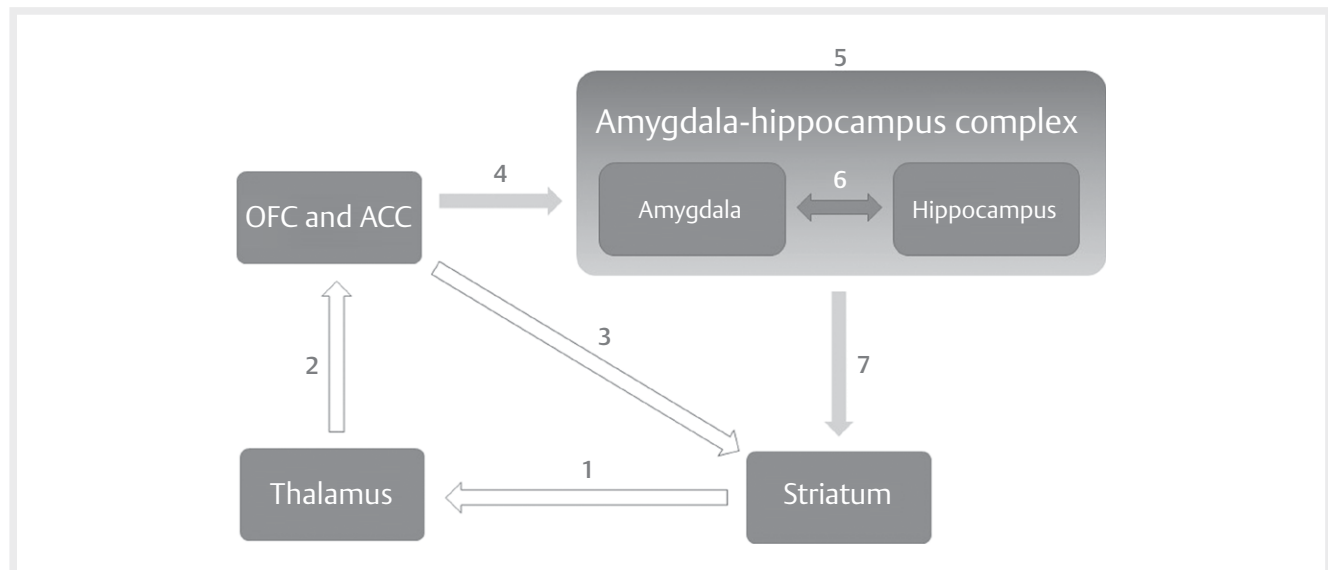 5
Amygdala-hippocampus complex
4
6
OFC and ACC
Amygdala
Hippocampus
3
2
7
1
Thalamus
Striatum